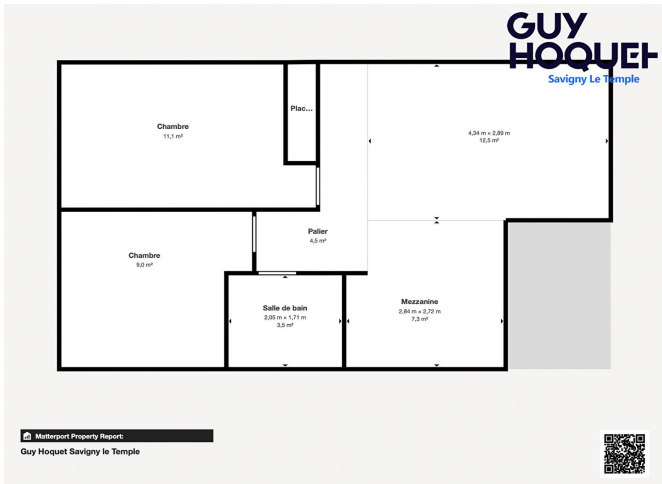 GUY
HOQUET
Savigny Le Temple
Plac...
Chambre
11,1 m²
4,34 m × 2,89 m
12,5 m²
Palier
4,5 m²
Chambre
9,0 m²
Salle de bain
2,05 m × 1,71 m
3,5 m²
Mezzanine
2,84 m × 2,72 m
7,3 m²
Matterport Property Report:
Guy Hoquet Savigny le Temple